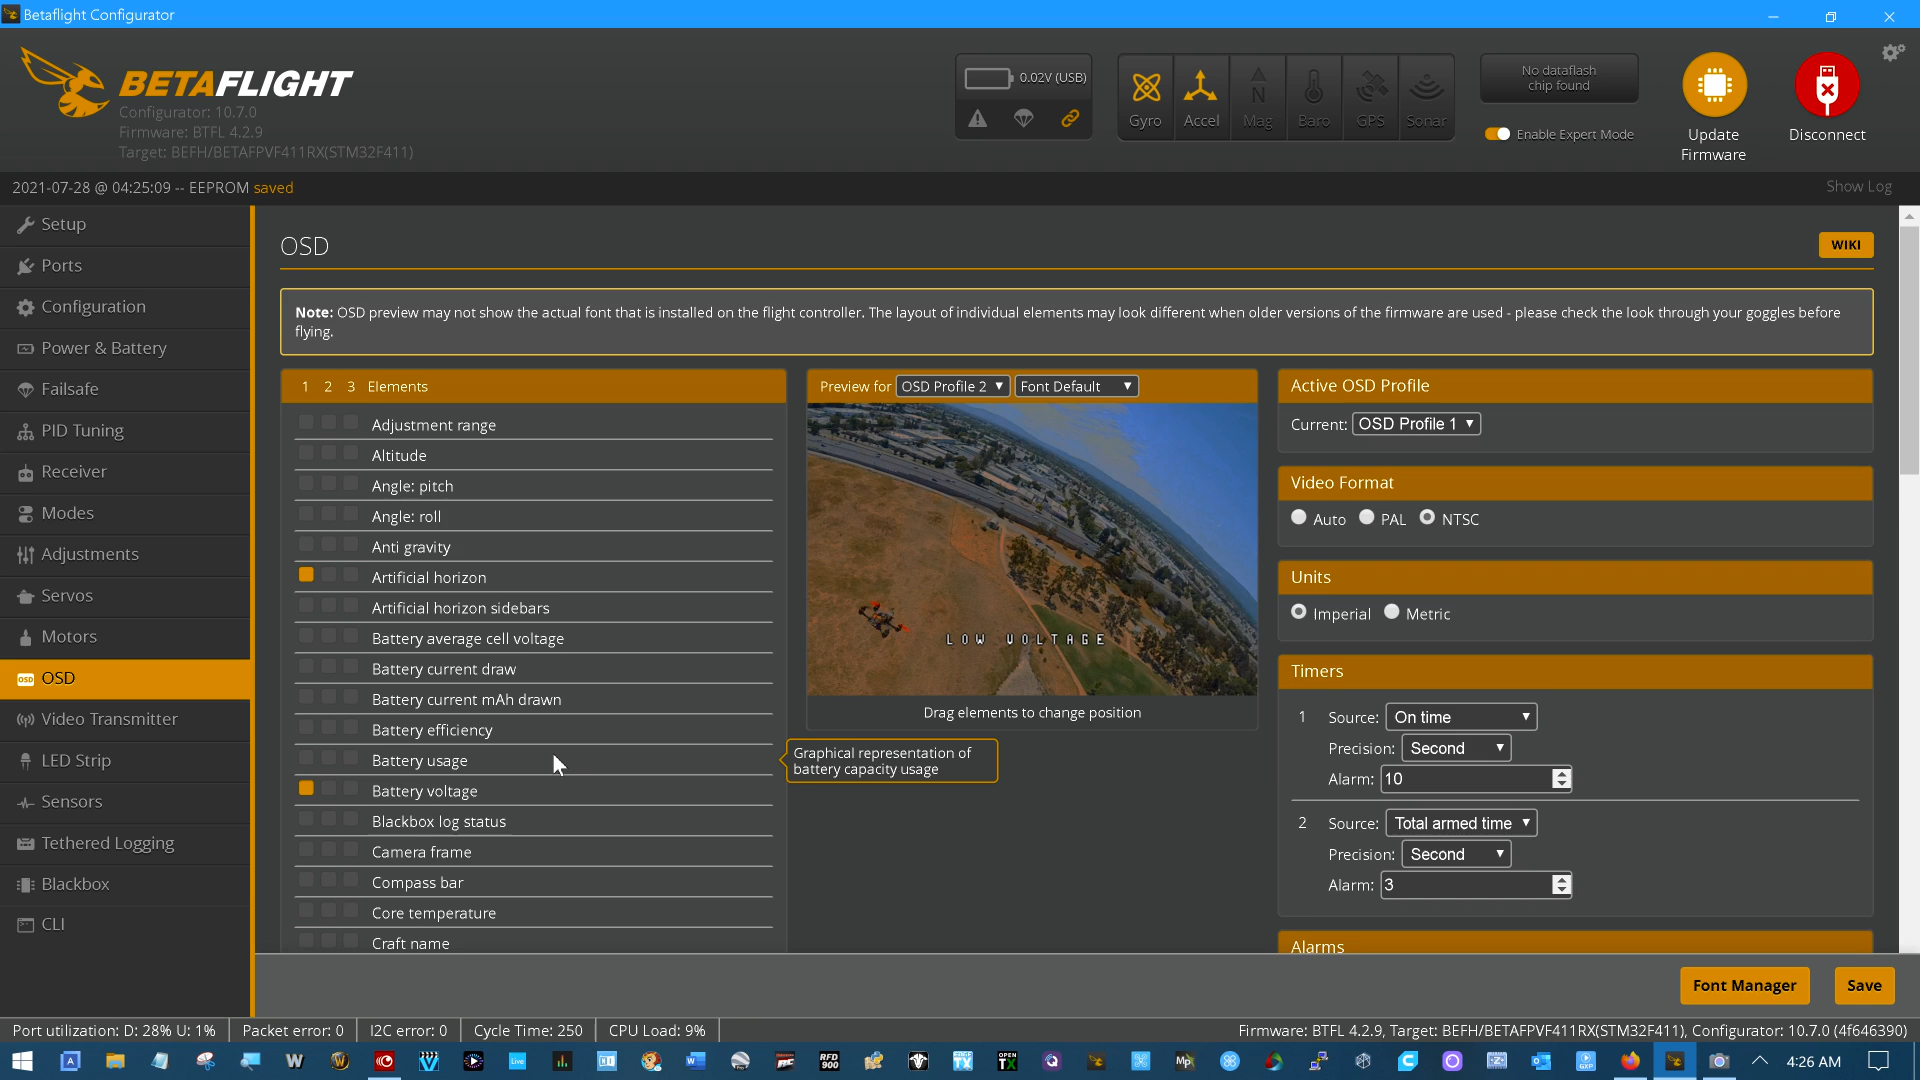 Betaflight Configurator
BETAFLIGHT
Configurator: 10.7.0
Firmware: BTFL 4.2.9
Target: BEFH/BETAFPVF411RX(STM32F411)
0.02V (USB)
Gyro
Accel
Mag
Baro
GPS
Sonar
No dataflash
chip found
Enable Expert Mode
Update
Firmware
Disconnect
2021-07-28 @ 04:25:09 -- EEPROM saved
Show Log
Setup
Ports
Configuration
Power & Battery
Failsafe
PID Tuning
Receiver
Modes
Adjustments
Servos
Motors
OSD
Video Transmitter
LED Strip
Sensors
Tethered Logging
Blackbox
CLI
OSD
WIKI
Note: OSD preview may not show the actual font that is installed on the flight controller. The layout of individual elements may look different when older versions of the firmware are used - please check the look through your goggles before
flying.
1 2 3 Elements
Adjustment range
Altitude
Angle: pitch
Angle: roll
Anti gravity
Artificial horizon
Artificial horizon sidebars
Battery average cell voltage
Battery current draw
Battery current mAh drawn
Battery efficiency
Battery usage
Battery voltage
Blackbox log status
Camera frame
Compass bar
Core temperature
Craft name
Preview for OSD Profile 2 Font Default
LOW VOLTAGE
Drag elements to change position
Graphical representation of
battery capacity usage
Active OSD Profile
Current: OSD Profile 1
Video Format
Auto PAL NTSC
Units
Imperial Metric
Timers
1 Source: On time
Precision: Second
Alarm: 10
2 Source: Total armed time
Precision: Second
Alarm: 3
Alarms
Font Manager
Save
Port utilization: D: 28% U: 1%
Packet error: 0
I2C error: 0
Cycle Time: 250
CPU Load: 9%
Firmware: BTFL 4.2.9, Target: BEFH/BETAFPVF411RX(STM32F411), Configurator: 10.7.0 (4f646390)
4:26 AM